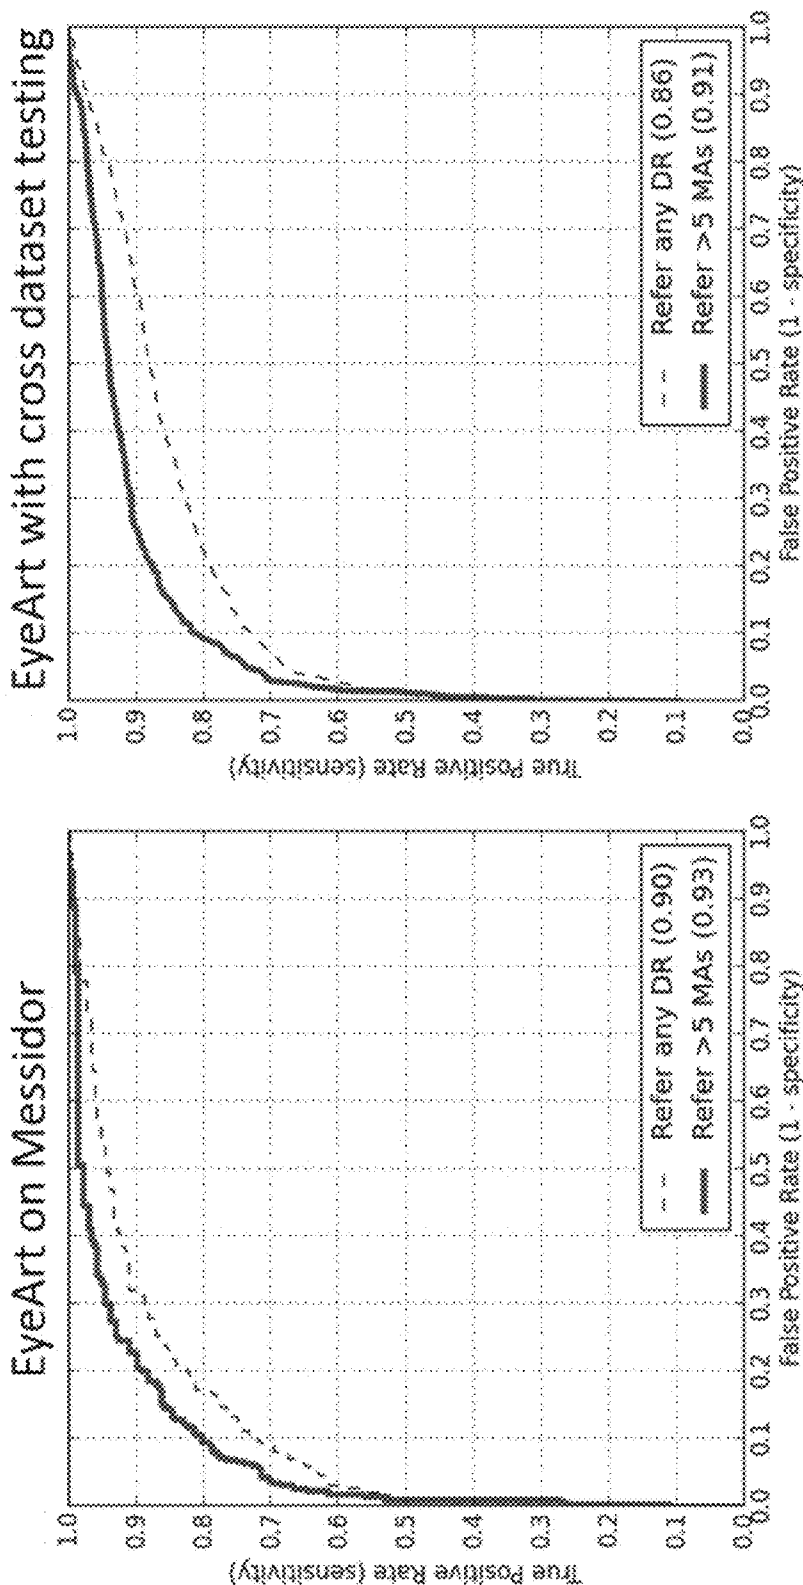 EyeArt on Messidor
True Positive Rate (sensitivity)
1.0
0.9
0.8
0.7
0.6
0.5
0.4
0.3
0.2
0.1
0.0
Refer any DR (0.90)
Refer >5 MAs (0.93)
0.0 0.1 0.2 0.3 0.4 0.5 0.6 0.7 0.8 0.9 1.0
False Positive Rate (1 - specificity)
EyeArt with cross dataset testing
True Positive Rate (sensitivity)
1.0
0.9
0.8
0.7
0.6
0.5
0.4
0.3
0.2
0.1
0.0
Refer any DR (0.86)
Refer >5 MAs (0.91)
0.0 0.1 0.2 0.3 0.4 0.5 0.6 0.7 0.8 0.9 1.0
False Positive Rate (1 - specificity)